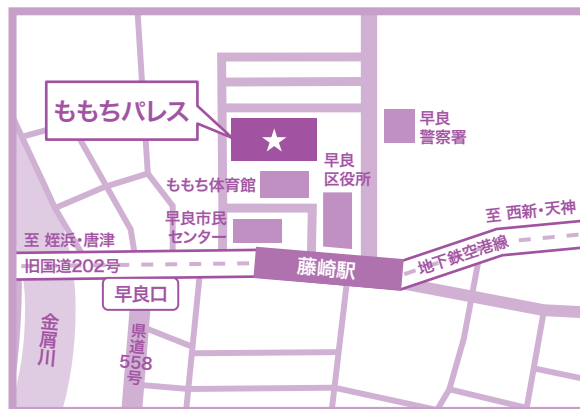 ももちパレス
早良
警察署
早良
区役所
ももち体育館
早良市民
センター
至 西新・天神
至 姪浜・唐津
旧国道202号
藤崎駅
地下鉄空港線
早良口
金屑川
県道
558
号